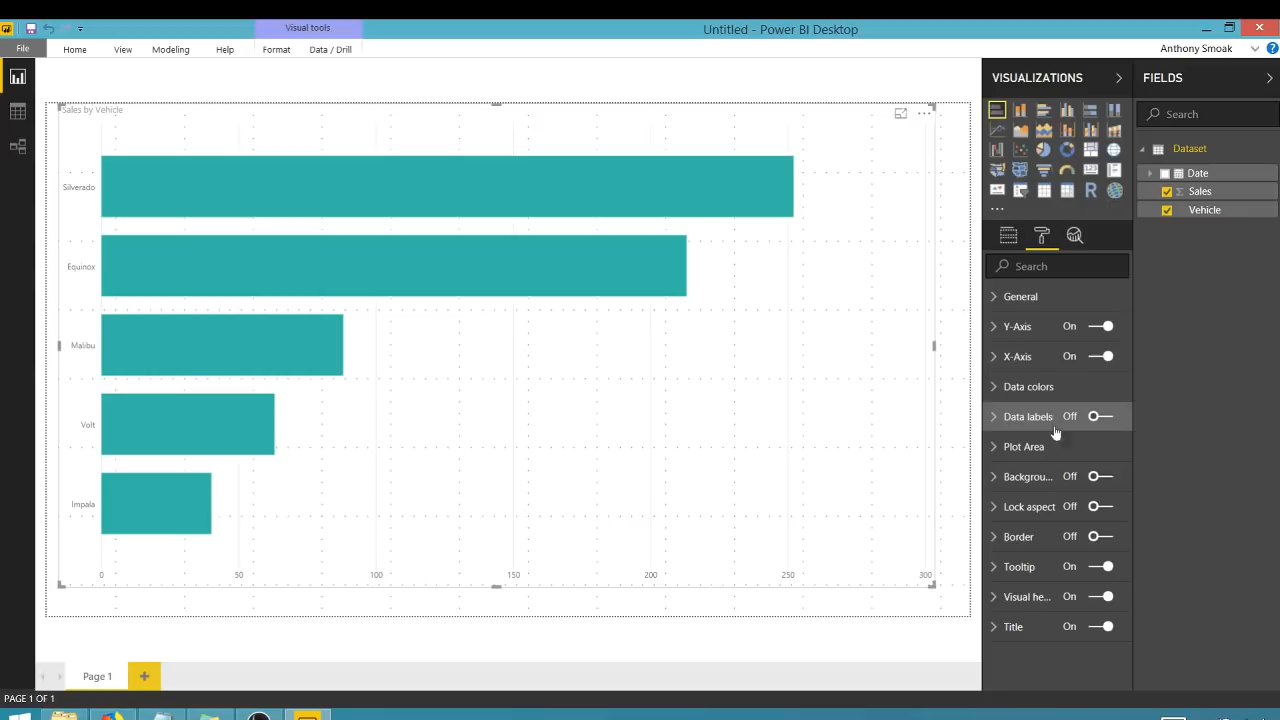 Visual tools
Untitled - Power BI Desktop
File
Home
View
Modeling
Help
Format
Data / Drill
Anthony Smoak
Sales by Vehicle
Silverado
Equinox
Malibu
Volt
Impala
0
50
100
150
200
250
300
VISUALIZATIONS
R
123
Search
General
Y-Axis On
X-Axis On
Data colors
Data labels Off
Plot Area
Backgrou... Off
Lock aspect Off
Border Off
Tooltip On
Visual he... On
Title On
FIELDS
Search
Dataset
Date
Σ Sales
Vehicle
Page 1
PAGE 1 OF 1